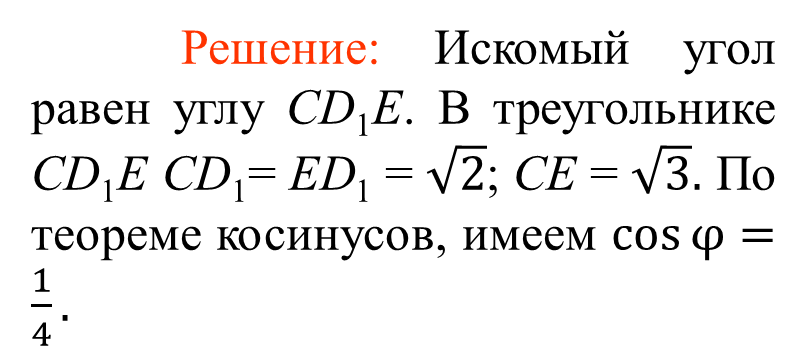 Решение: Искомый угол
равен углу CD₁E. В треугольнике
CD₁E CD₁= ED₁ = √2; CE = √3. По
теореме косинусов, имеем cos φ =
1/4.